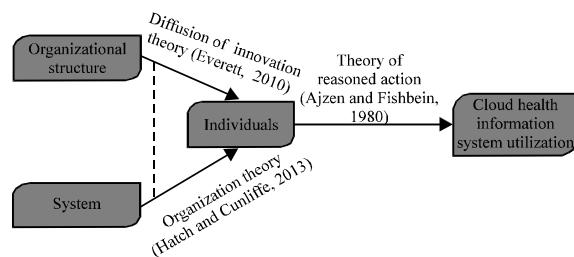 Organizational
structure
Diffusion of innovation
theory (Everett, 2010)
Individuals
Theory of
reasoned action
(Ajzen and Fishbein,
1980)
Cloud health
information
system utilization
System
Organization theory
(Hatch and Cunliffe, 2013)